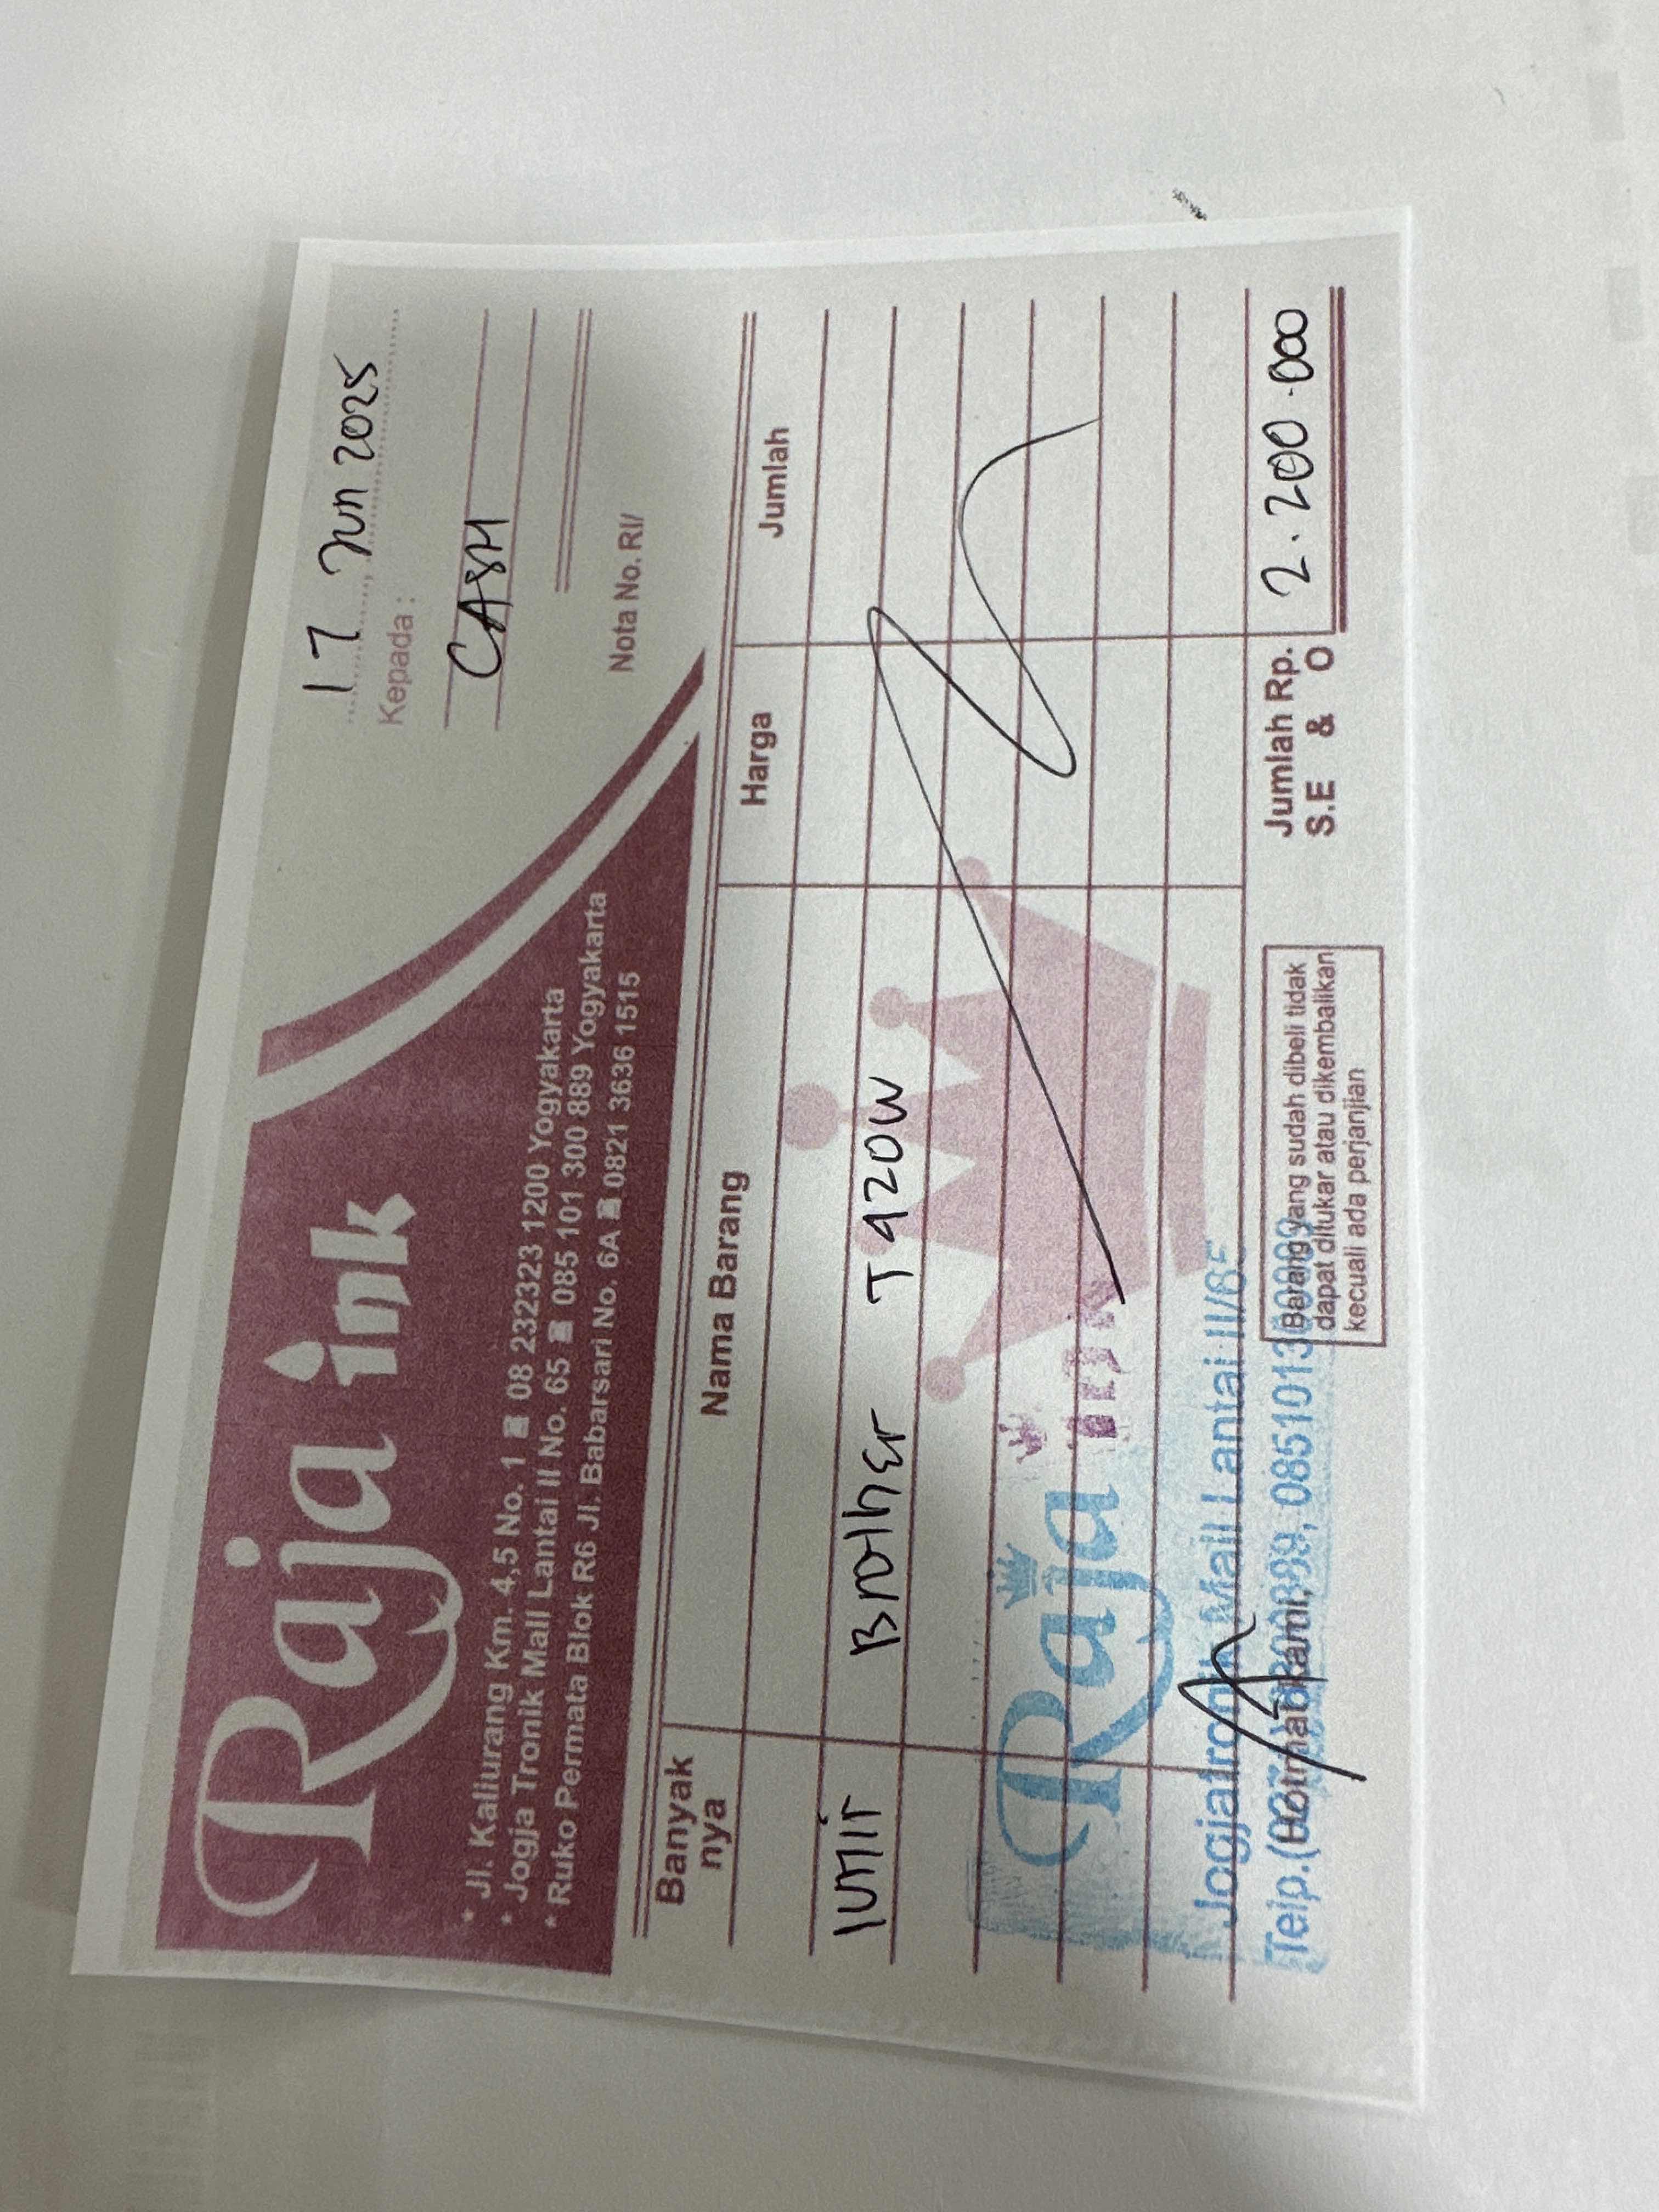 Raja ink
* Jl. Kaliurang Km. 4,5 No. 1 08 232323 1200 Yogyakarta
* Jogja Tronik Mall Lantai II No. 65 085 101 300 889 Yogyakarta
* Ruko Permata Blok R6 Jl. Babarsari No. 6A 0821 3636 1515
17 Jun 2025
Kepada :
CASH
Nota No. RI/
Banyak nya Nama Barang Harga Jumlah
1 unit Brother T420W
Raja ink
Jogjatronik Mall Lantai II/65
Hormat kami,
Barang yang sudah dibeli tidak
dapat ditukar atau dikembalikan
kecuali ada perjanjian
Jumlah Rp. 2.200.000
S.E & O